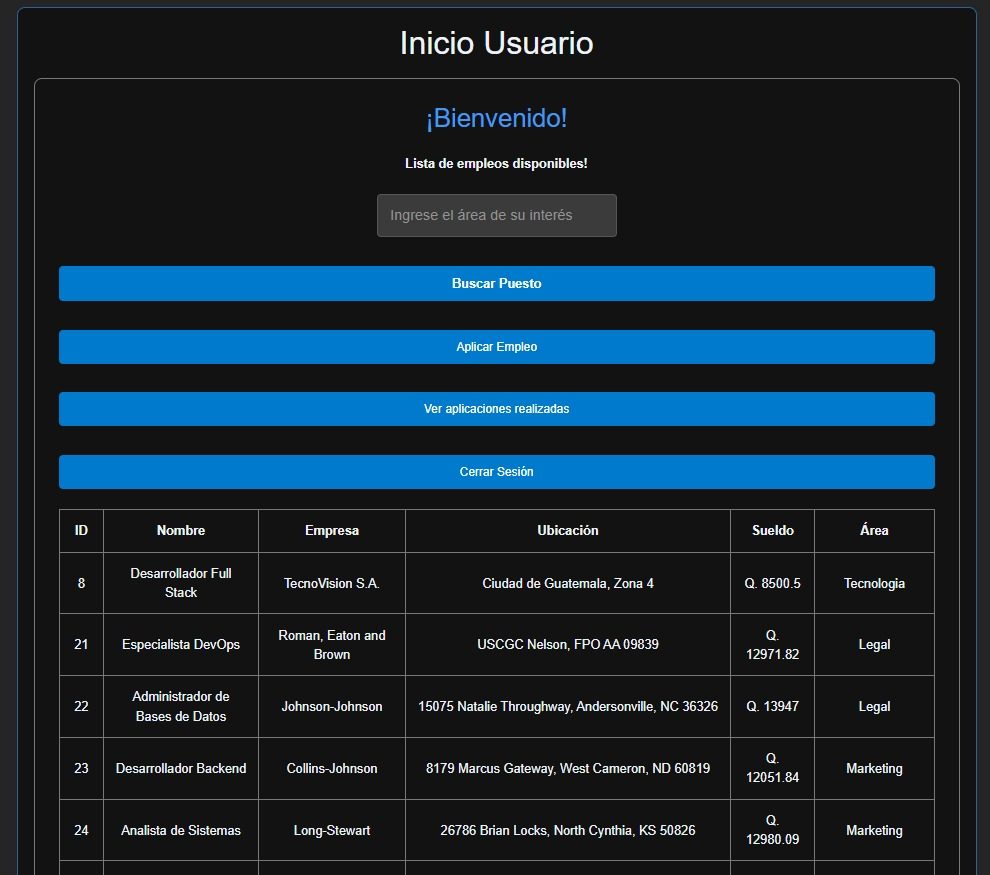 Inicio Usuario
¡Bienvenido!
Lista de empleos disponibles!
Ingrese el área de su interés
Buscar Puesto
Aplicar Empleo
Ver aplicaciones realizadas
Cerrar Sesión
ID Nombre Empresa Ubicación Sueldo Área
8 Desarrollador Full Stack TecnoVision S.A. Ciudad de Guatemala, Zona 4 Q. 8500.5 Tecnologia
21 Especialista DevOps Roman, Eaton and Brown USCGC Nelson, FPO AA 09839 Q. 12971.82 Legal
22 Administrador de Bases de Datos Johnson-Johnson 15075 Natalie Throughway, Andersonville, NC 36326 Q. 13947 Legal
23 Desarrollador Backend Collins-Johnson 8179 Marcus Gateway, West Cameron, ND 60819 Q. 12051.84 Marketing
24 Analista de Sistemas Long-Stewart 26786 Brian Locks, North Cynthia, KS 50826 Q. 12980.09 Marketing